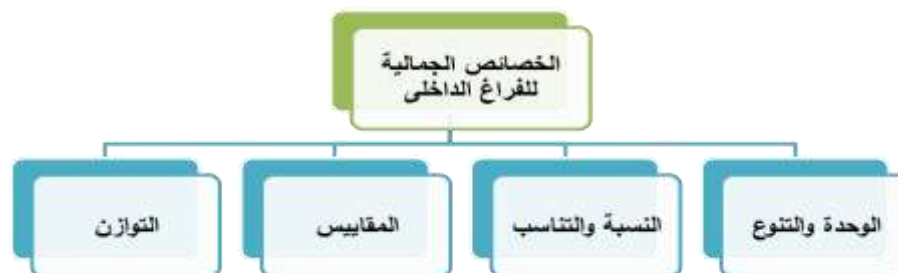 الخصائص الجمالية
للفراغ الداخلى
الوحدة والتنوع
النسبة والتناسب
المقاييس
التوازن